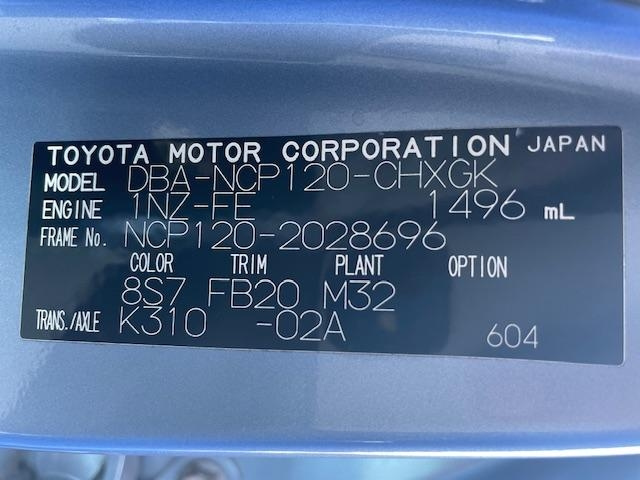 TOYOTA MOTOR CORPORATION JAPAN
MODEL DBA-NCP120-CHXGK
ENGINE 1NZ-FE 1496 mL
FRAME No. NCP120-2028696
COLOR TRIM PLANT OPTION
8S7 FB20 M32
TRANS./AXLE K310 -02A
604